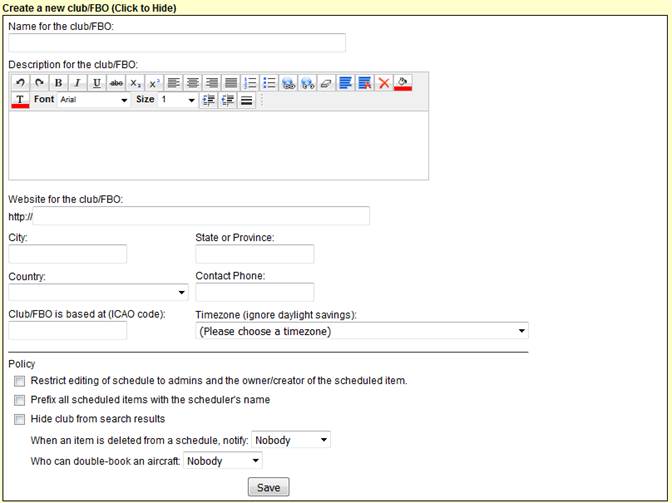 Create a new club/FBO (Click to Hide)
Name for the club/FBO:
Description for the club/FBO:
B I U abc X₂ X²
T Font Arial Size 1
Website for the club/FBO:
http://
City: State or Province:
Country: Contact Phone:
Club/FBO is based at (ICAO code): Timezone (ignore daylight savings):
(Please choose a timezone)
Policy
Restrict editing of schedule to admins and the owner/creator of the scheduled item.
Prefix all scheduled items with the scheduler's name
Hide club from search results
When an item is deleted from a schedule, notify: Nobody
Who can double-book an aircraft: Nobody
Save